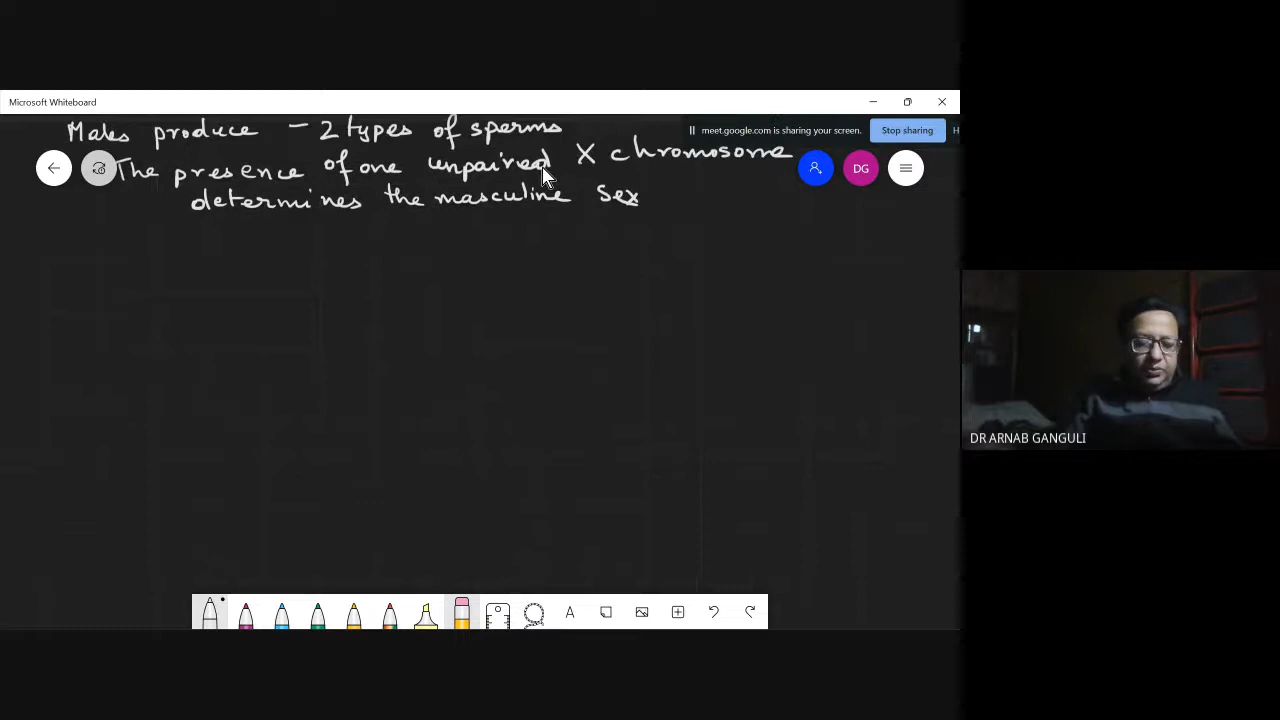 Microsoft Whiteboard
Males produce - 2 types of sperms
meet.google.com is sharing your screen.
Stop sharing
H
The presence of one unpaired X chromosome
DG
determines the masculine Sex
DR ARNAB GANGULI
A